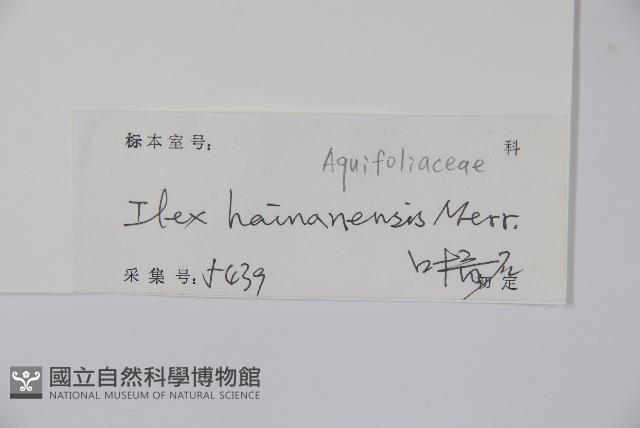 标本室号:
Aquifoliaceae 科
Ilex hainanensis Merr.
采集号: 5439
初定
國立自然科學博物館
NATIONAL MUSEUM OF NATURAL SCIENCE